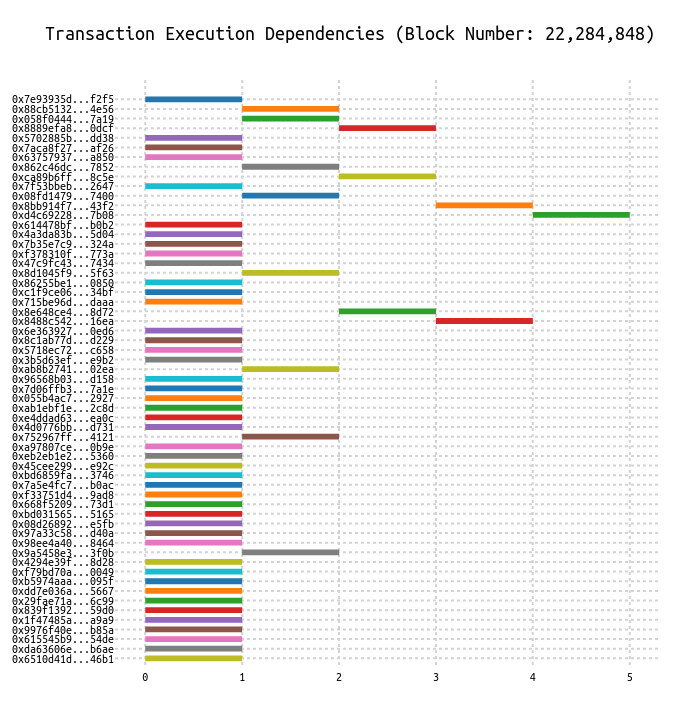 Transaction Execution Dependencies (Block Number: 22,284,848)
0x7e93935d...f2f5
0x88cb5132...4e56
0x058f0444...7a19
0x8889efa8...0dcf
0x5702885b...dd38
0x7aca8f27...af26
0x63757937...a850
0x862c46dc...7852
0xca89b6ff...8c5e
0x7f53bbeb...2647
0x08fd1479...7400
0x8bb914f7...43f2
0xd4c69228...7b08
0x614478bf...b0b2
0x4a3da83b...5d04
0x7b35e7c9...324a
0xf378310f...773a
0x47c9fc43...7434
0x8d1045f9...5f63
0x86255be1...0850
0xc1f9ce06...34bf
0x715be96d...daaa
0x8e648ce4...8d72
0x8488c542...16ea
0x6e363927...0ed6
0x8c1ab77d...d229
0x5718ec72...c658
0x3b5d63ef...e9b2
0xab8b2741...02ea
0x96568b03...d158
0x7d06ffb3...7a1e
0x055b4ac7...2927
0xab1ebf1e...2c8d
0xe4ddad63...ea0c
0x4d0776bb...d731
0x752967ff...4121
0xa97807ce...0b9e
0xeb2eb1e2...5360
0x45cee299...e92c
0xbd6859fa...3746
0x7a5e4fc7...b0ac
0xf33751d4...9ad8
0x668f5209...73d1
0xbd031565...5165
0x08d26892...e5fb
0x97a33c58...d40a
0x98ee4a40...8464
0x9a5458e3...3f0b
0x4294e39f...8d28
0xf79bd70a...0049
0xb5974aaa...095f
0xdd7e036a...5667
0x29fae71a...6c99
0x839f1392...59d0
0x1f47485a...a9a9
0x9976f40e...b85a
0x615545b9...54de
0xda63606e...b6ae
0x6510d41d...46b1
0 1 2 3 4 5